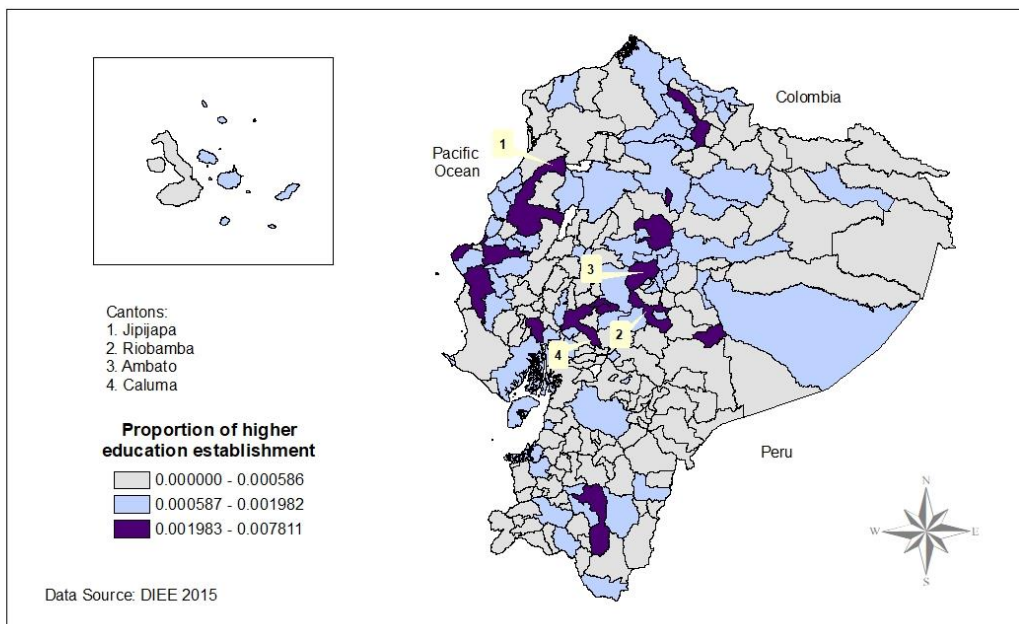 Colombia
1
Pacific
Ocean
3
Cantons:
1. Jipijapa
2. Riobamba
3. Ambato
4. Caluma
2
4
Proportion of higher
education establishment
0.000000 - 0.000586
0.000587 - 0.001982
0.001983 - 0.007811
Peru
N
W
E
S
Data Source: DIEE 2015